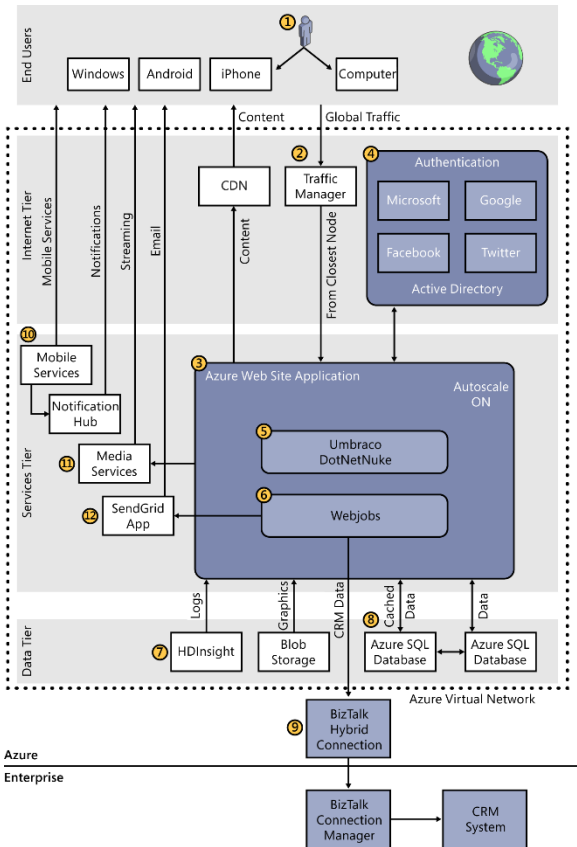 End Users
1
Windows
Android
iPhone
Computer
Content
Global Traffic
Internet Tier
Mobile Services
Notifications
Streaming
Email
CDN
Content
2
Traffic
Manager
From Closest Node
4
Authentication
Microsoft
Google
Facebook
Twitter
Active Directory
Services Tier
10
Mobile
Services
Notification
Hub
11
Media
Services
12
SendGrid
App
3
Azure Web Site Application
Autoscale
ON
5
Umbraco
DotNetNuke
6
Webjobs
Data Tier
Logs
Graphics
CRM Data
Cached
Data
Data
7
HDInsight
Blob
Storage
8
Azure SQL
Database
Azure SQL
Database
Azure Virtual Network
9
BizTalk
Hybrid
Connection
Azure
Enterprise
BizTalk
Connection
Manager
CRM
System